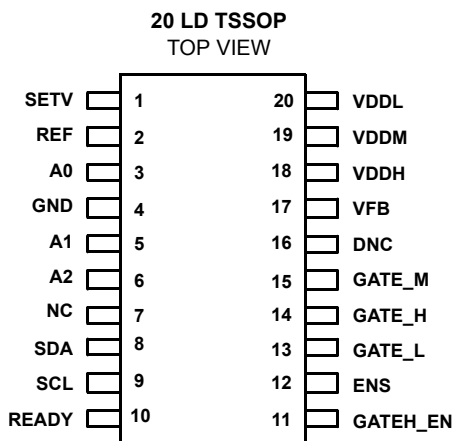 20 LD TSSOP
TOP VIEW
SETV 1 20 VDDL
REF 2 19 VDDM
A0 3 18 VDDH
GND 4 17 VFB
A1 5 16 DNC
A2 6 15 GATE_M
NC 7 14 GATE_H
SDA 8 13 GATE_L
SCL 9 12 ENS
READY 10 11 GATEH_EN